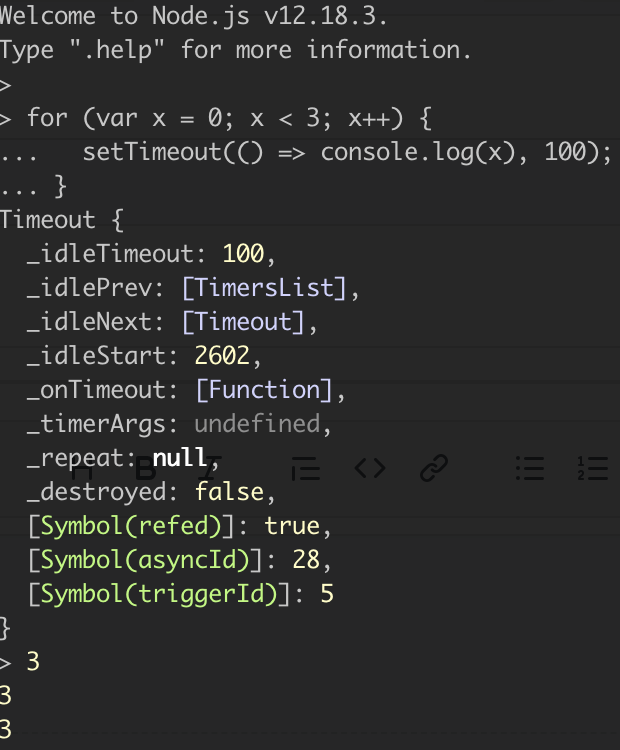 Welcome to Node.js v12.18.3.
Type ".help" for more information.
>
> for (var x = 0; x < 3; x++) {
...   setTimeout(() => console.log(x), 100);
... }
Timeout {
  _idleTimeout: 100,
  _idlePrev: [TimersList],
  _idleNext: [Timeout],
  _idleStart: 2602,
  _onTimeout: [Function],
  _timerArgs: undefined,
  _repeat: null,
  _destroyed: false,
  [Symbol(refed)]: true,
  [Symbol(asyncId)]: 28,
  [Symbol(triggerId)]: 5
}
> 3
3
3